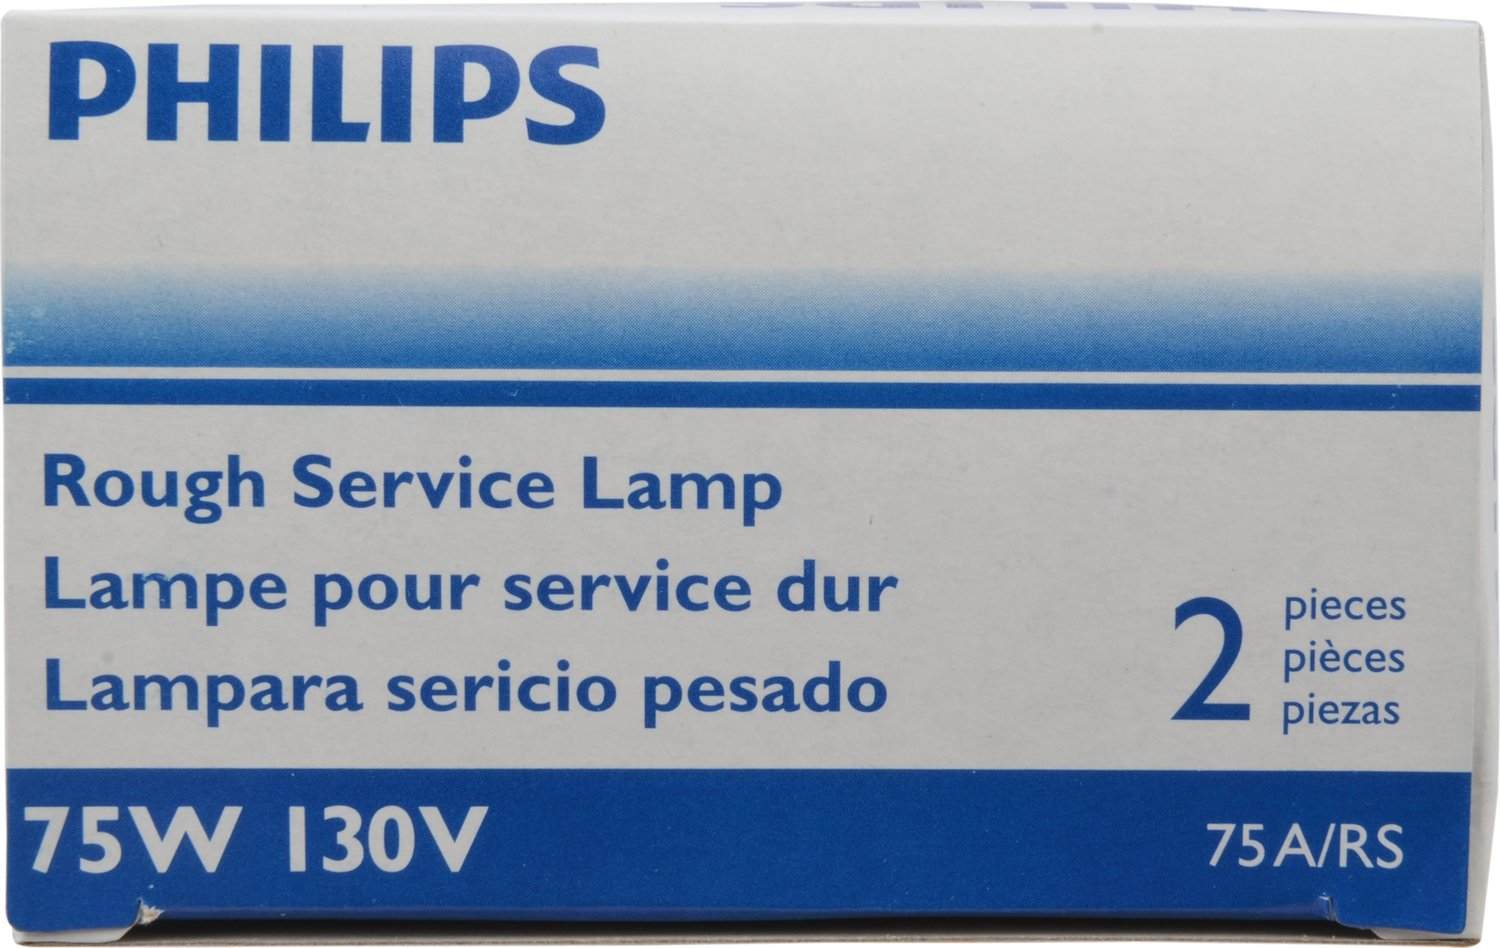 PHILIPS
Rough Service Lamp
Lampe pour service dur
Lampara sericio pesado
2 pieces
pièces
piezas
75W 130V
75A/RS